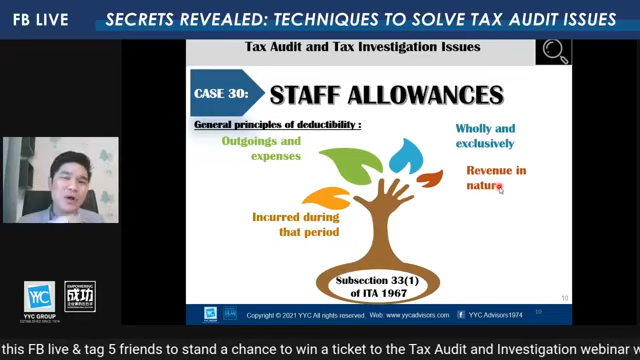 FB LIVE
SECRETS REVEALED: TECHNIQUES TO SOLVE TAX AUDIT ISSUES
Tax Audit and Tax Investigation Issues
CASE 30:
STAFF ALLOWANCES
General principles of deductibility :
Outgoings and
expenses
Wholly and
exclusively
Revenue in
nature
Incurred during
that period
Subsection 33(1)
of ITA 1967
YYC
YYC GROUP
EMPOWERING
成功
Copyright © 2021 YYC All rights reserved. Web: www.yycadvisors.com
YYC Advisors1974
10
10
this FB live & tag 5 friends to stand a chance to win a ticket to the Tax Audit and Investigation webinar w